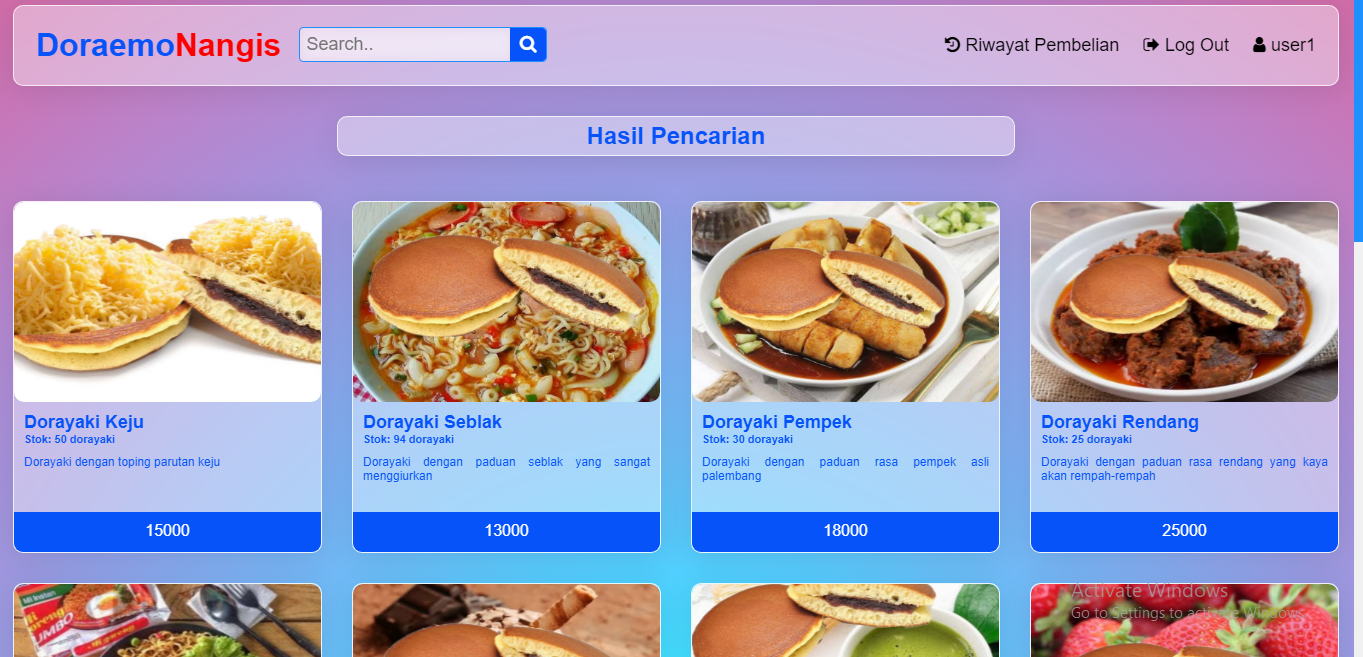 DoraemoNangis
Search..
Riwayat Pembelian
Log Out
user1
Hasil Pencarian
Dorayaki Keju
Stok: 50 dorayaki
Dorayaki dengan toping parutan keju
15000
Dorayaki Seblak
Stok: 94 dorayaki
Dorayaki dengan paduan seblak yang sangat
menggiurkan
13000
Dorayaki Pempek
Stok: 30 dorayaki
Dorayaki dengan paduan rasa pempek asli
palembang
18000
Dorayaki Rendang
Stok: 25 dorayaki
Dorayaki dengan paduan rasa rendang yang kaya
akan rempah-rempah
25000
Mi Instan
Mi goreng
JUMBO
Activate Windows
Go to Settings to activate Windows.